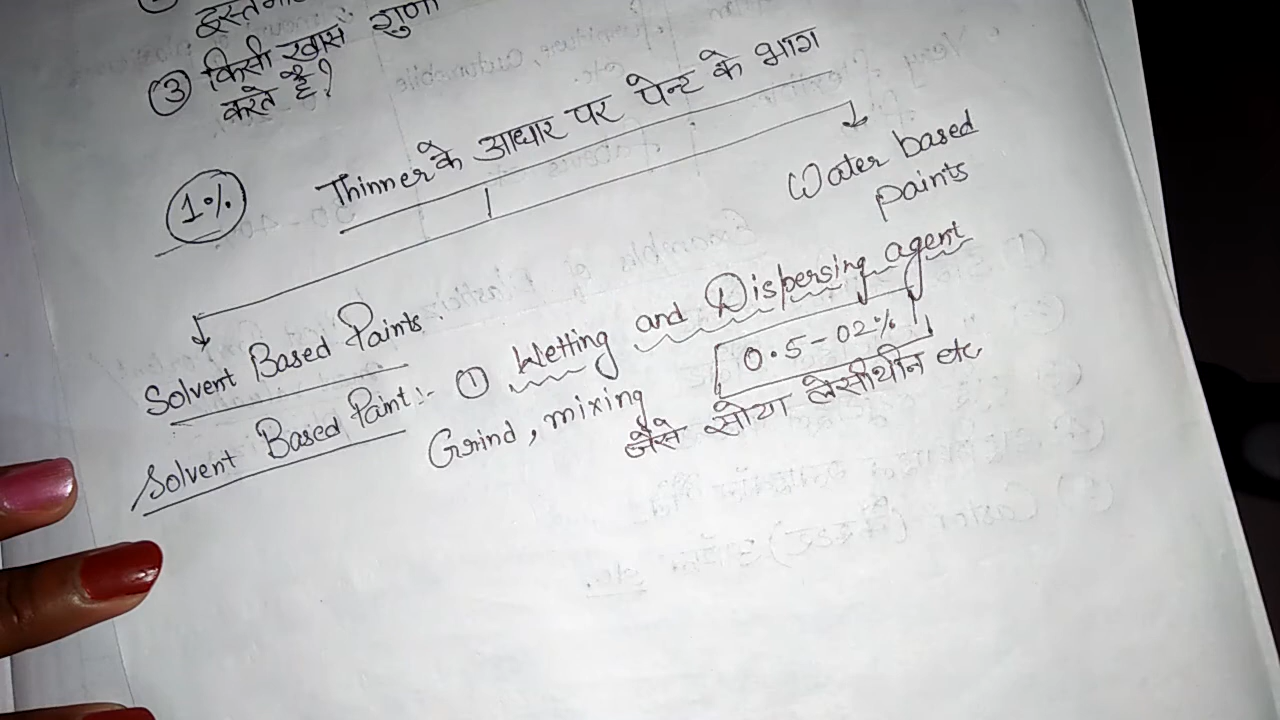 ③ किसी खास गुण
करते है?
1% Thinner के आधार पर पेन्ट के भाग
Water based
paints
Solvent Based Paints.
Solvent Based Paint:- ① Wetting and Dispersing agent
Grind, mixing 0.5-02%
जैसे सोया लेसीथीन etc